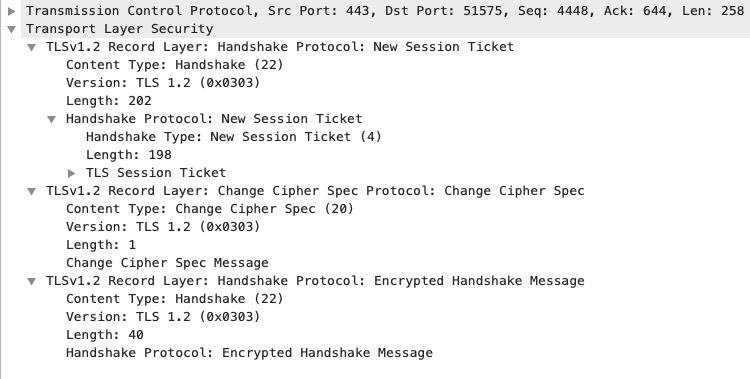 Transmission Control Protocol, Src Port: 443, Dst Port: 51575, Seq: 4448, Ack: 644, Len: 258
Transport Layer Security
TLSv1.2 Record Layer: Handshake Protocol: New Session Ticket
Content Type: Handshake (22)
Version: TLS 1.2 (0x0303)
Length: 202
Handshake Protocol: New Session Ticket
Handshake Type: New Session Ticket (4)
Length: 198
TLS Session Ticket
TLSv1.2 Record Layer: Change Cipher Spec Protocol: Change Cipher Spec
Content Type: Change Cipher Spec (20)
Version: TLS 1.2 (0x0303)
Length: 1
Change Cipher Spec Message
TLSv1.2 Record Layer: Handshake Protocol: Encrypted Handshake Message
Content Type: Handshake (22)
Version: TLS 1.2 (0x0303)
Length: 40
Handshake Protocol: Encrypted Handshake Message